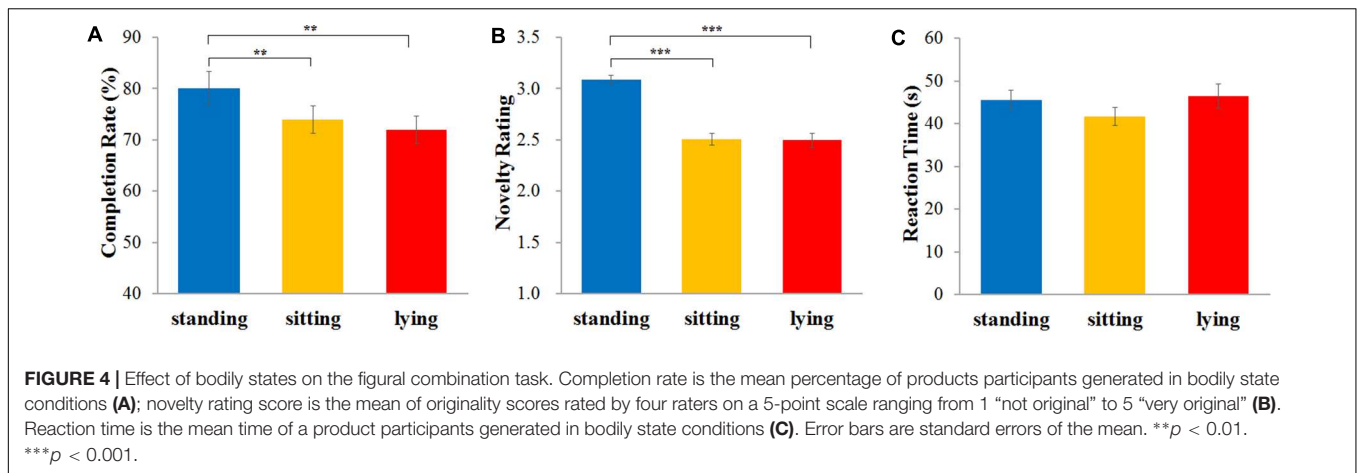 A
Completion Rate (%)
90
80
70
60
50
40
**
**
standing sitting lying
B
Novelty Rating
3.5
3.0
2.5
2.0
1.5
1.0
***
***
standing sitting lying
C
Reaction Time (s)
60
50
40
30
20
10
0
standing sitting lying
FIGURE 4 | Effect of bodily states on the figural combination task. Completion rate is the mean percentage of products participants generated in bodily state
conditions (A); novelty rating score is the mean of originality scores rated by four raters on a 5-point scale ranging from 1 “not original” to 5 “very original” (B).
Reaction time is the mean time of a product participants generated in bodily state conditions (C). Error bars are standard errors of the mean. **p < 0.01.
***p < 0.001.